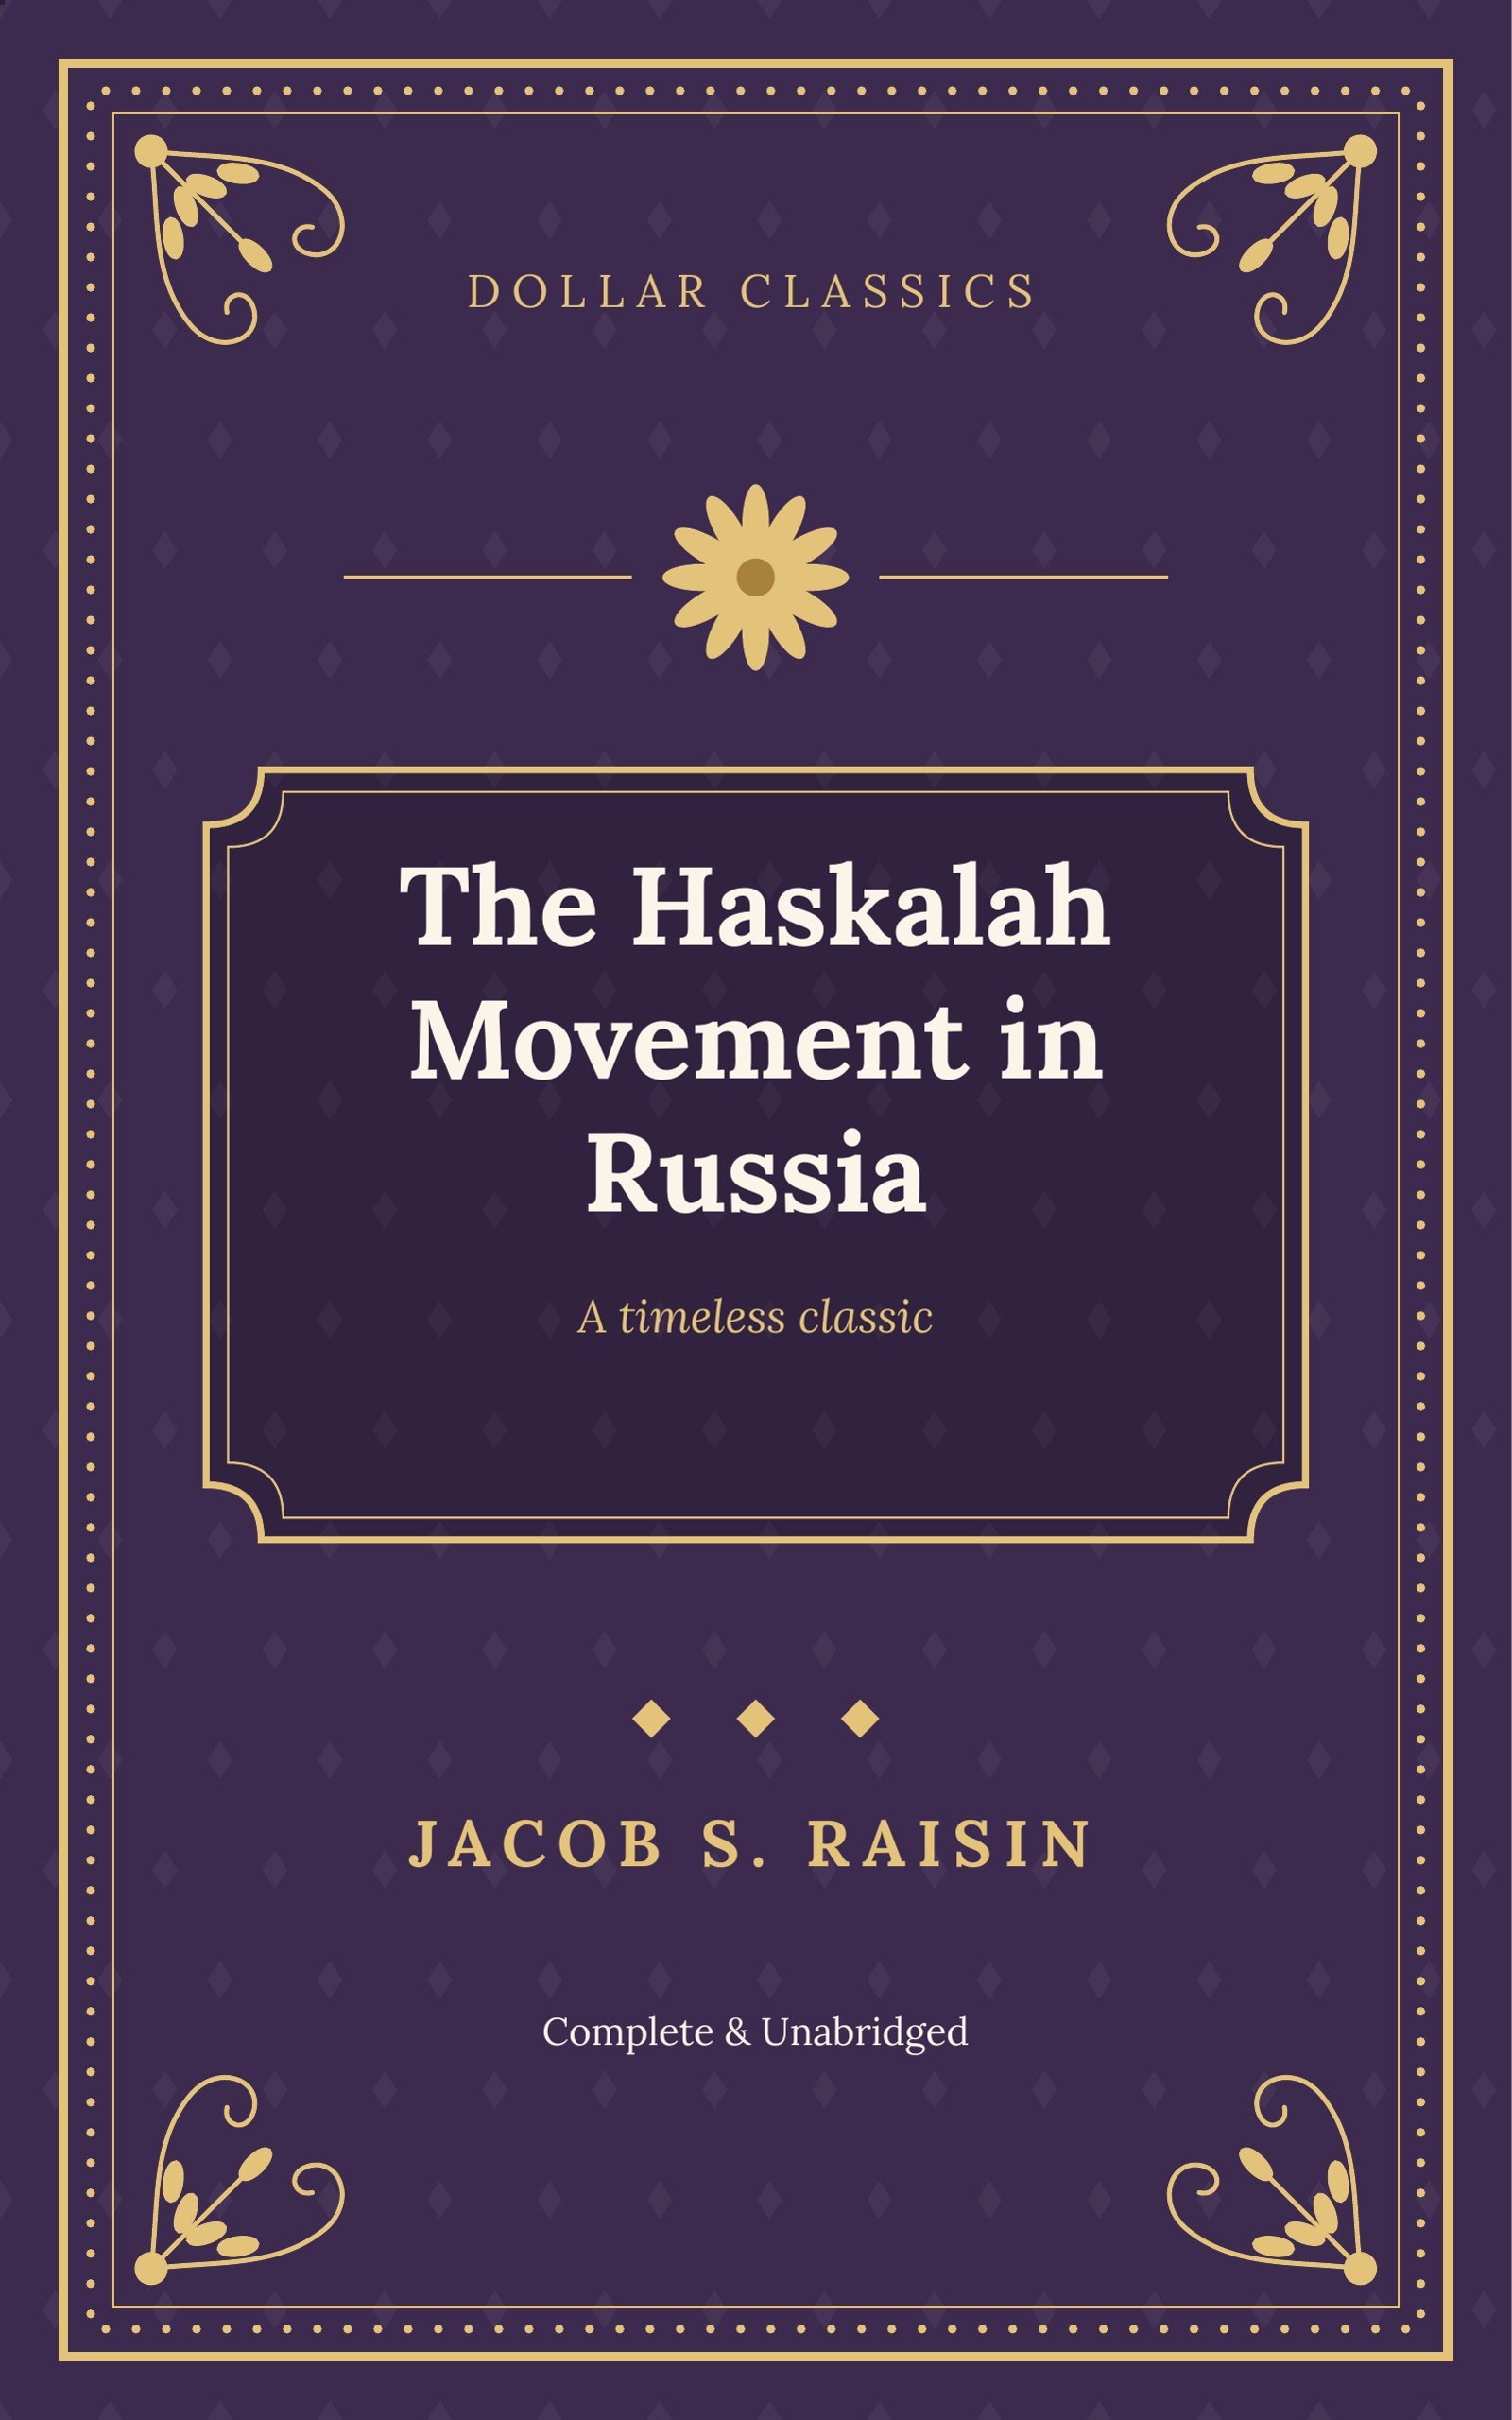 DOLLAR CLASSICS
The Haskalah
Movement in
Russia
A timeless classic
JACOB S. RAISIN
Complete & Unabridged